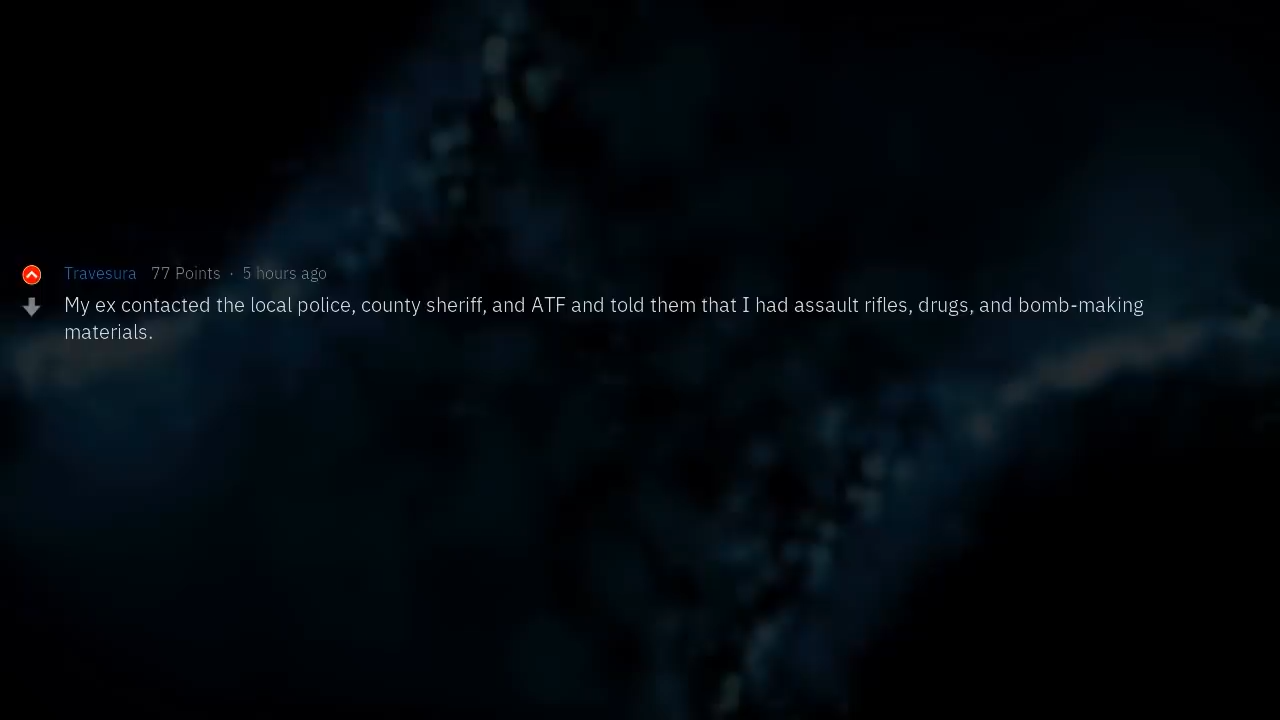 Travesura 77 Points · 5 hours ago
My ex contacted the local police, county sheriff, and ATF and told them that I had assault rifles, drugs, and bomb-making
materials.